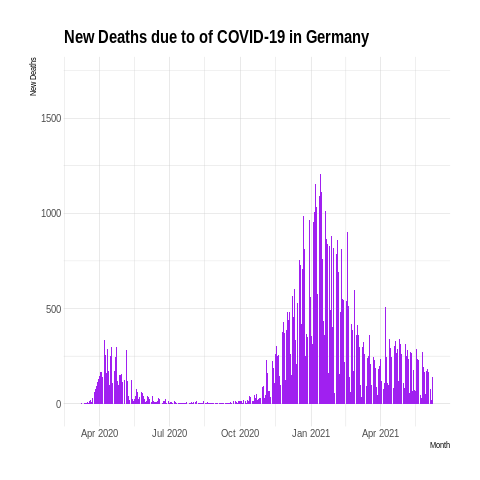 New Deaths due to of COVID-19 in Germany
New Deaths
1500
1000
500
0
Apr 2020 Jul 2020 Oct 2020 Jan 2021 Apr 2021
Month